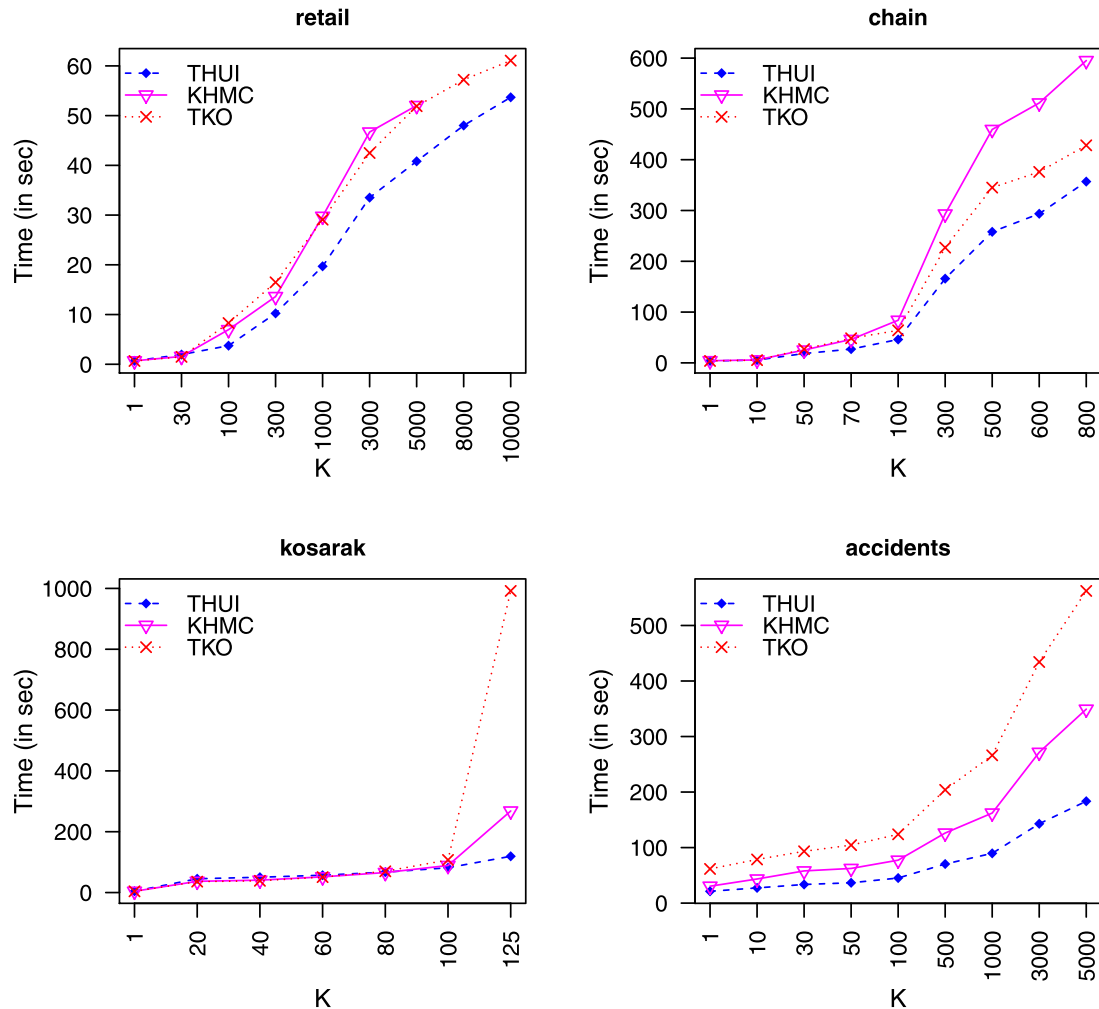 retail
Time (in sec)
60
50
40
30
20
10
0
THUI
KHMC
TKO
1
30
100
300
1000
3000
5000
8000
10000
K
chain
Time (in sec)
600
500
400
300
200
100
0
THUI
KHMC
TKO
1
10
50
70
100
300
500
600
800
K
kosarak
Time (in sec)
1000
800
600
400
200
0
THUI
KHMC
TKO
1
20
40
60
80
100
125
K
accidents
Time (in sec)
500
400
300
200
100
0
THUI
KHMC
TKO
1
10
30
50
100
500
1000
3000
5000
K